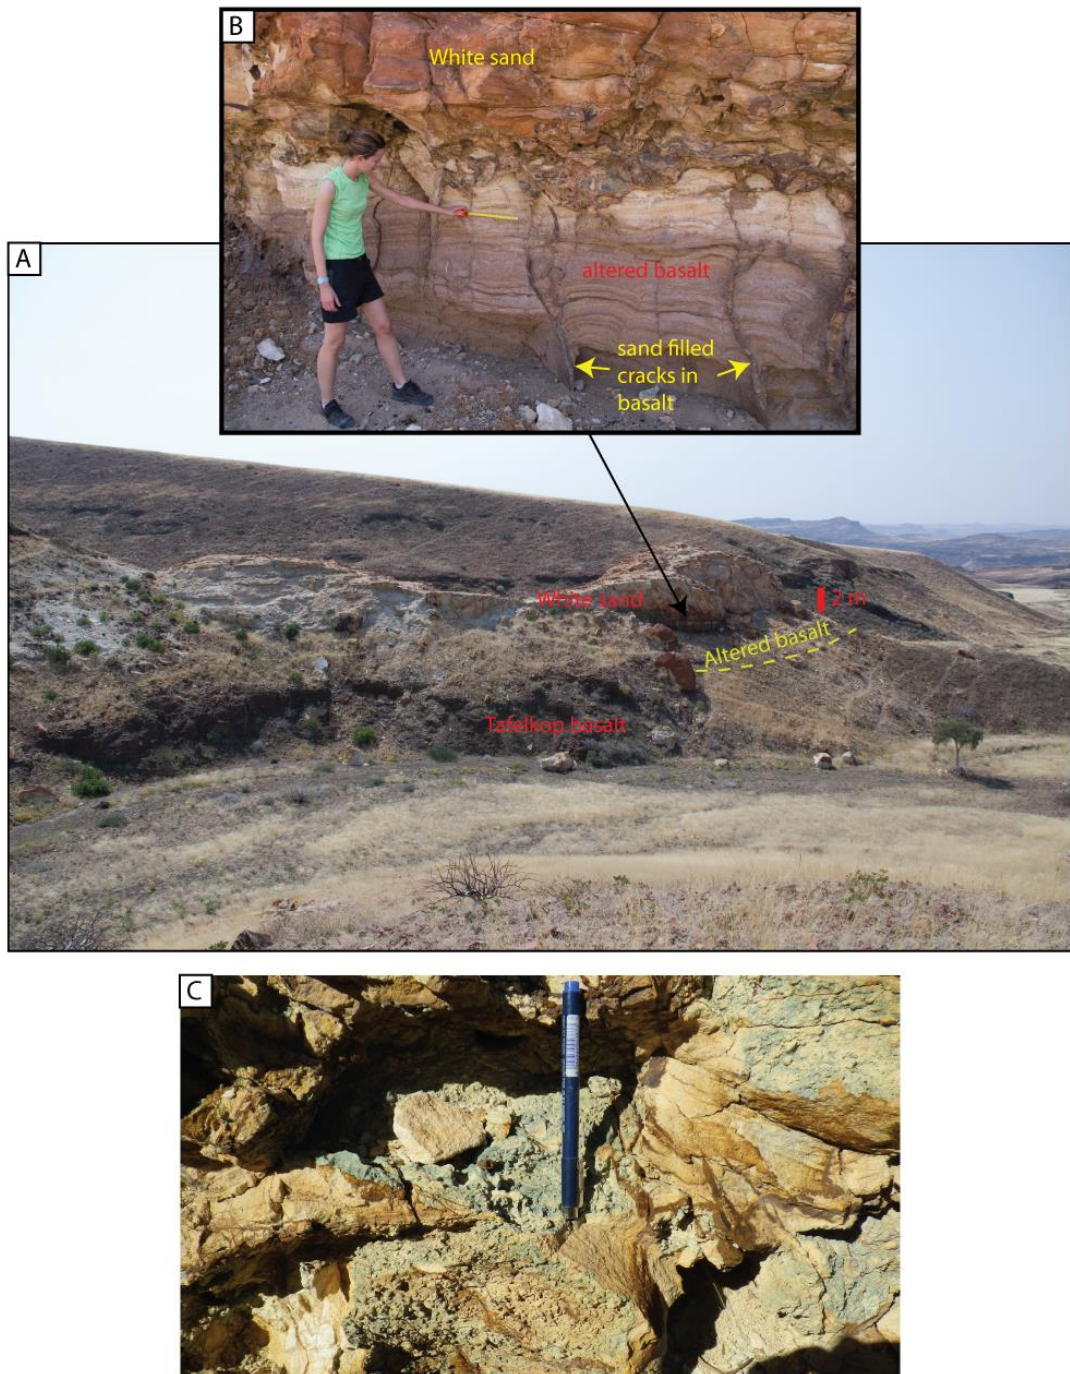 B
White sand
altered basalt
sand filled
cracks in
basalt
A
White sand
2 m
Altered basalt
Tafelkop basalt
C